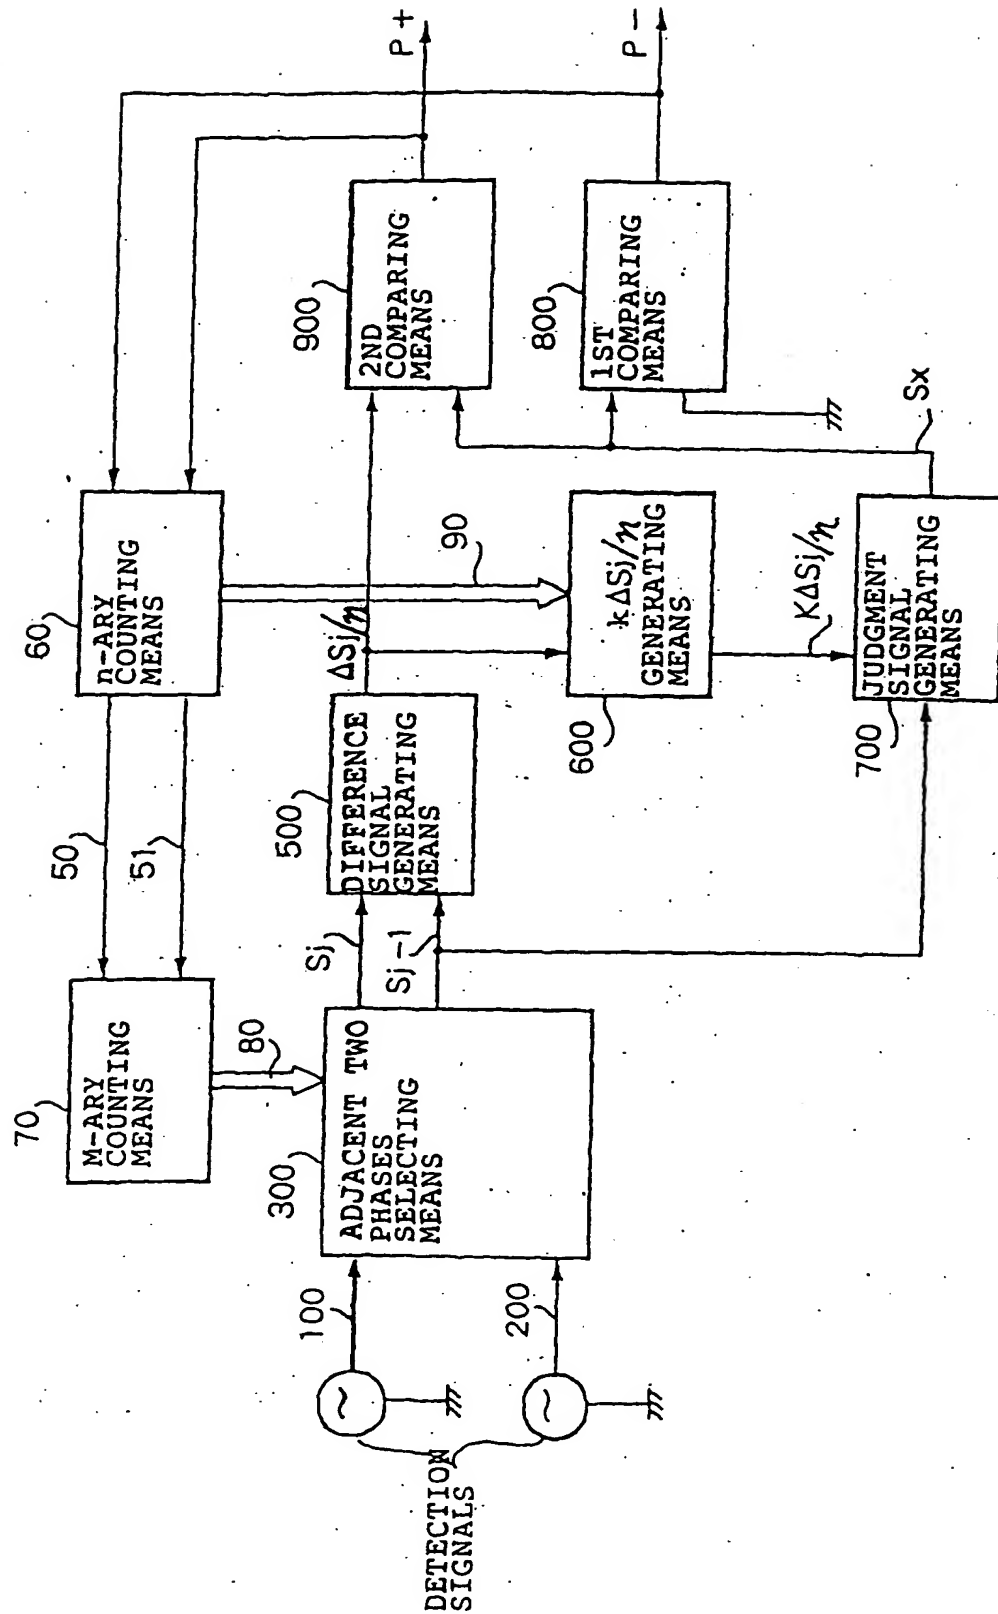 DETECTION
SIGNALS
100
200
300
ADJACENT TWO
PHASES
SELECTING
MEANS
70
M-ARY
COUNTING
MEANS
80
50
51
60
n-ARY
COUNTING
MEANS
90
Sj
Sj-1
500
DIFFERENCE
SIGNAL
GENERATING
MEANS
ΔSj/n
600
k ΔSj/n
GENERATING
MEANS
KΔSj/n
700
JUDGMENT
SIGNAL
GENERATING
MEANS
Sx
900
2ND
COMPARING
MEANS
800
1ST
COMPARING
MEANS
P+
P-